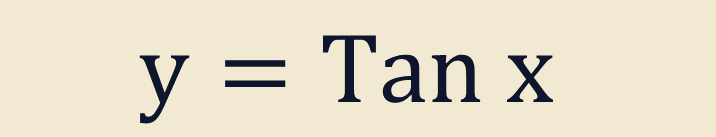 y = Tan x